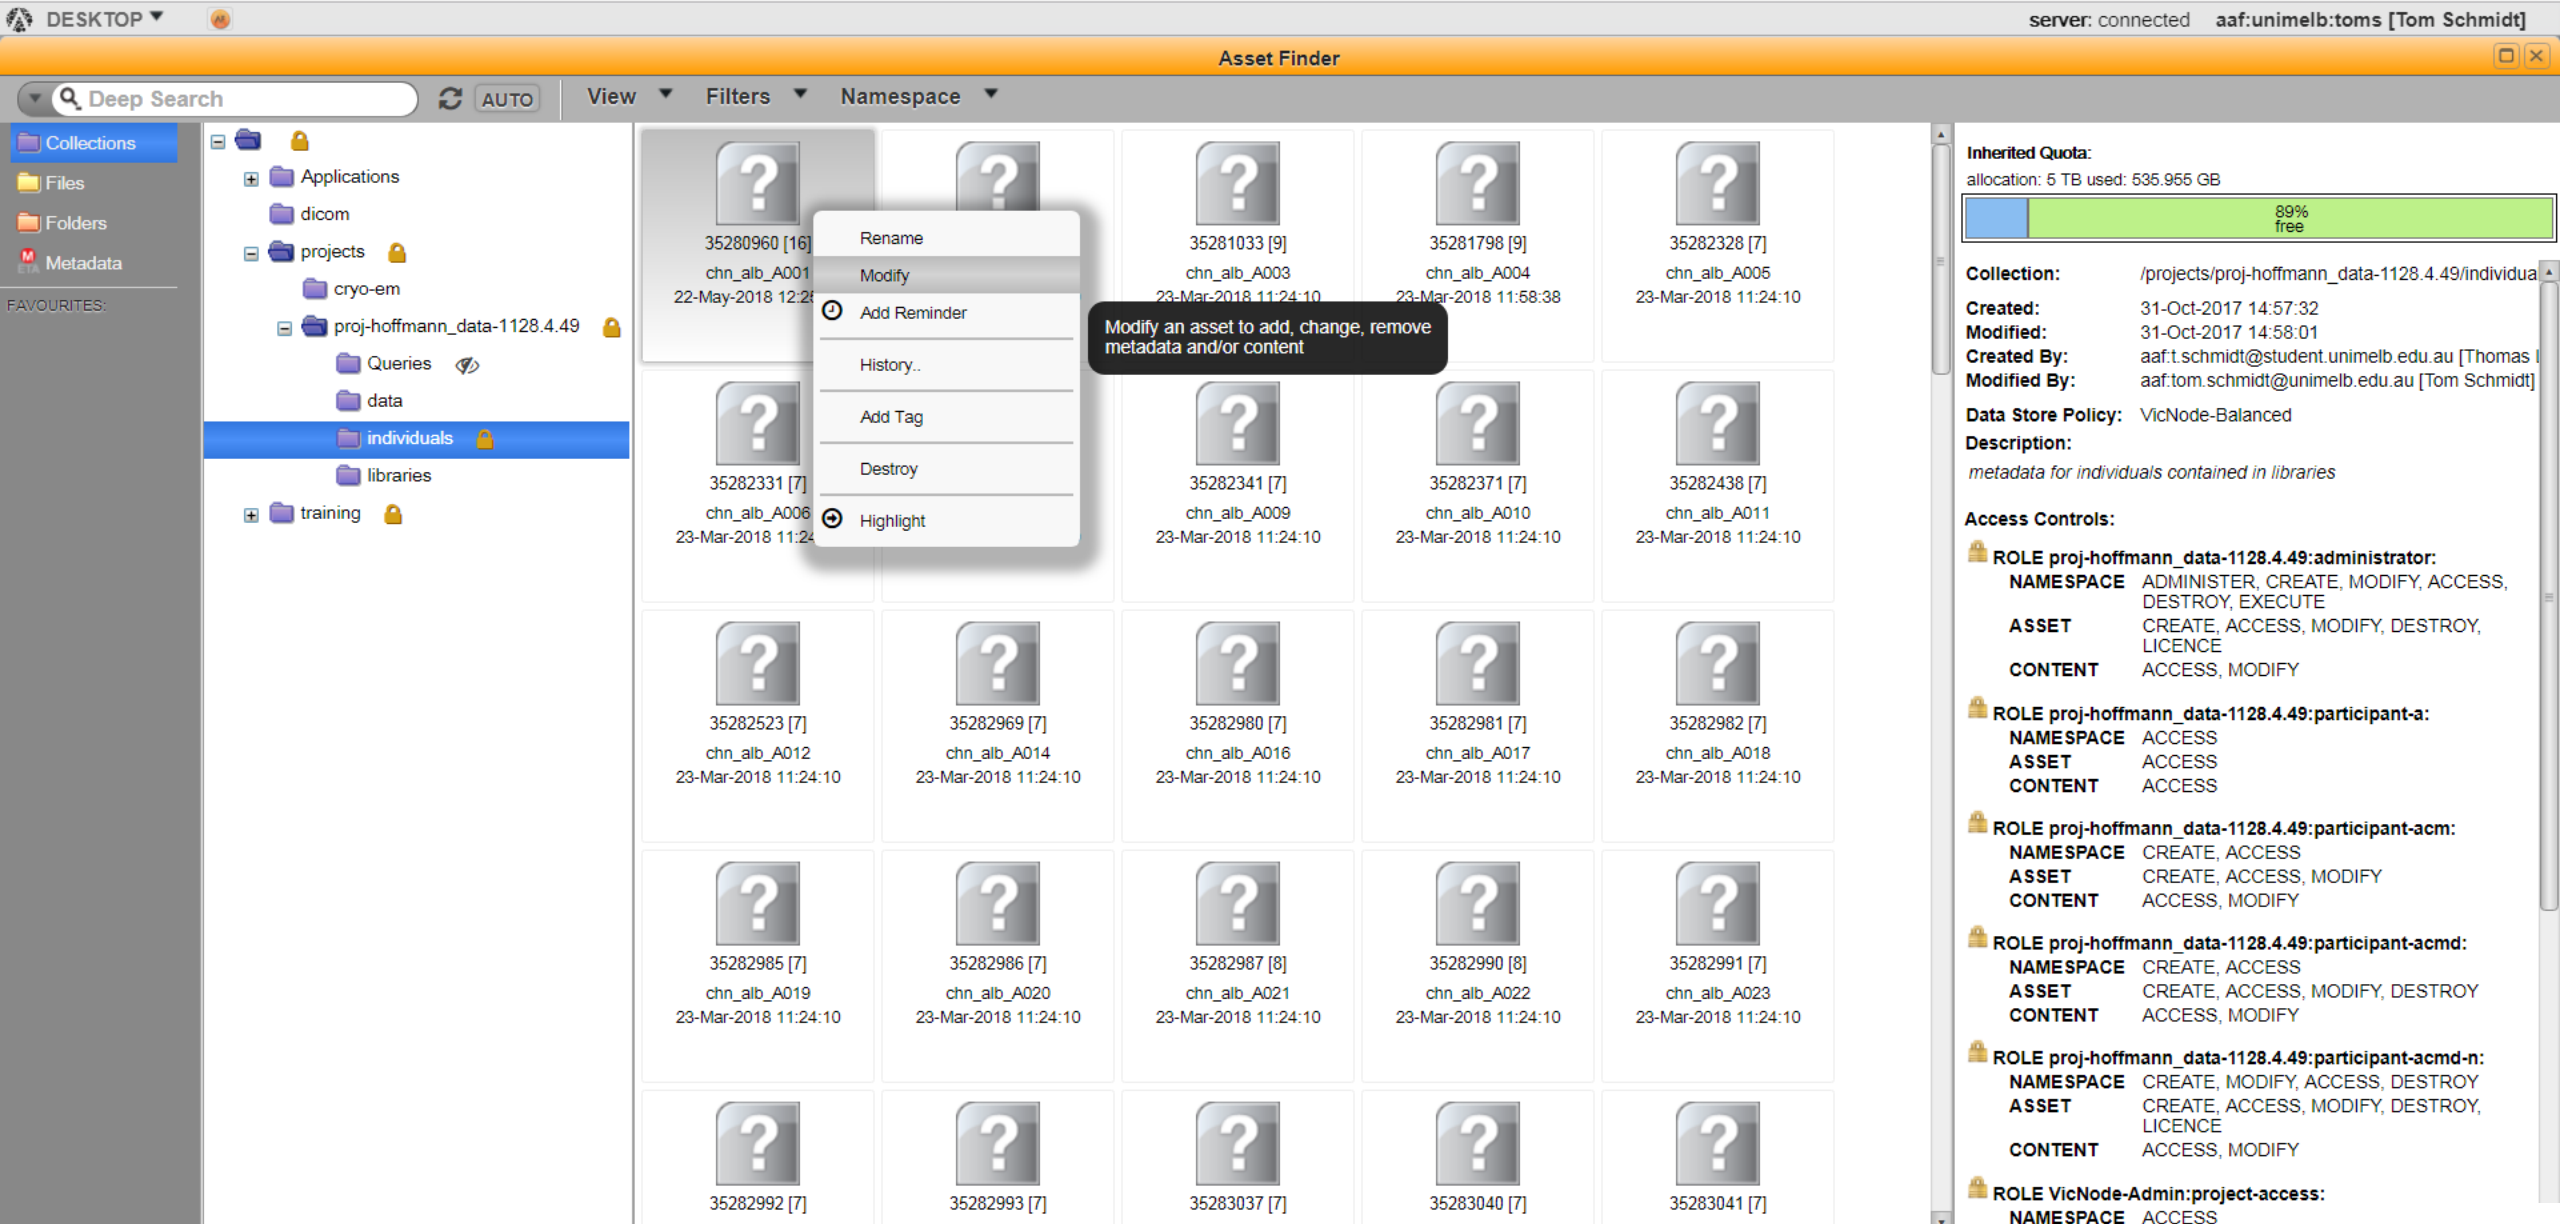 DESKTOP
server: connected aaf:unimelb:toms [Tom Schmidt]
Asset Finder
Deep Search
AUTO
View
Filters
Namespace
Collections
Files
Folders
META Metadata
FAVOURITES:
Applications
dicom
projects
cryo-em
proj-hoffmann_data-1128.4.49
Queries
data
individuals
libraries
training
35280960 [16]
chn_alb_A001
22-May-2018
35281033 [9]
chn_alb_A003
23-Mar-2018 11:24:10
35281798 [9]
chn_alb_A004
23-Mar-2018 11:58:38
35282328 [7]
chn_alb_A005
23-Mar-2018 11:24:10
Rename
Modify
Add Reminder
History..
Add Tag
Destroy
Highlight
Modify an asset to add, change, remove
metadata and/or content
35282331 [7]
chn_alb_A006
23-Mar-2018
35282341 [7]
chn_alb_A009
23-Mar-2018 11:24:10
35282371 [7]
chn_alb_A010
23-Mar-2018 11:24:10
35282438 [7]
chn_alb_A011
23-Mar-2018 11:24:10
35282523 [7]
chn_alb_A012
23-Mar-2018 11:24:10
35282969 [7]
chn_alb_A014
23-Mar-2018 11:24:10
35282980 [7]
chn_alb_A016
23-Mar-2018 11:24:10
35282981 [7]
chn_alb_A017
23-Mar-2018 11:24:10
35282982 [7]
chn_alb_A018
23-Mar-2018 11:24:10
35282985 [7]
chn_alb_A019
23-Mar-2018 11:24:10
35282986 [7]
chn_alb_A020
23-Mar-2018 11:24:10
35282987 [8]
chn_alb_A021
23-Mar-2018 11:24:10
35282990 [8]
chn_alb_A022
23-Mar-2018 11:24:10
35282991 [7]
chn_alb_A023
23-Mar-2018 11:24:10
35282992 [7]
35282993 [7]
35283037 [7]
35283040 [7]
35283041 [7]
Inherited Quota:
allocation: 5 TB used: 535.955 GB
89%
free
Collection: /projects/proj-hoffmann_data-1128.4.49/individua
Created: 31-Oct-2017 14:57:32
Modified: 31-Oct-2017 14:58:01
Created By: aaf:t.schmidt@student.unimelb.edu.au [Thomas
Modified By: aaf:tom.schmidt@unimelb.edu.au [Tom Schmidt]
Data Store Policy: VicNode-Balanced
Description:
metadata for individuals contained in libraries
Access Controls:
ROLE proj-hoffmann_data-1128.4.49:administrator:
NAMESPACE ADMINISTER, CREATE, MODIFY, ACCESS,
DESTROY, EXECUTE
ASSET CREATE, ACCESS, MODIFY, DESTROY,
LICENCE
CONTENT ACCESS, MODIFY
ROLE proj-hoffmann_data-1128.4.49:participant-a:
NAMESPACE ACCESS
ASSET ACCESS
CONTENT ACCESS
ROLE proj-hoffmann_data-1128.4.49:participant-acm:
NAMESPACE CREATE, ACCESS
ASSET CREATE, ACCESS, MODIFY
CONTENT ACCESS, MODIFY
ROLE proj-hoffmann_data-1128.4.49:participant-acmd:
NAMESPACE CREATE, ACCESS
ASSET CREATE, ACCESS, MODIFY, DESTROY
CONTENT ACCESS, MODIFY
ROLE proj-hoffmann_data-1128.4.49:participant-acmd-n:
NAMESPACE CREATE, MODIFY, ACCESS, DESTROY
ASSET CREATE, ACCESS, MODIFY, DESTROY,
LICENCE
CONTENT ACCESS, MODIFY
ROLE VicNode-Admin:project-access:
NAMESPACE ACCESS